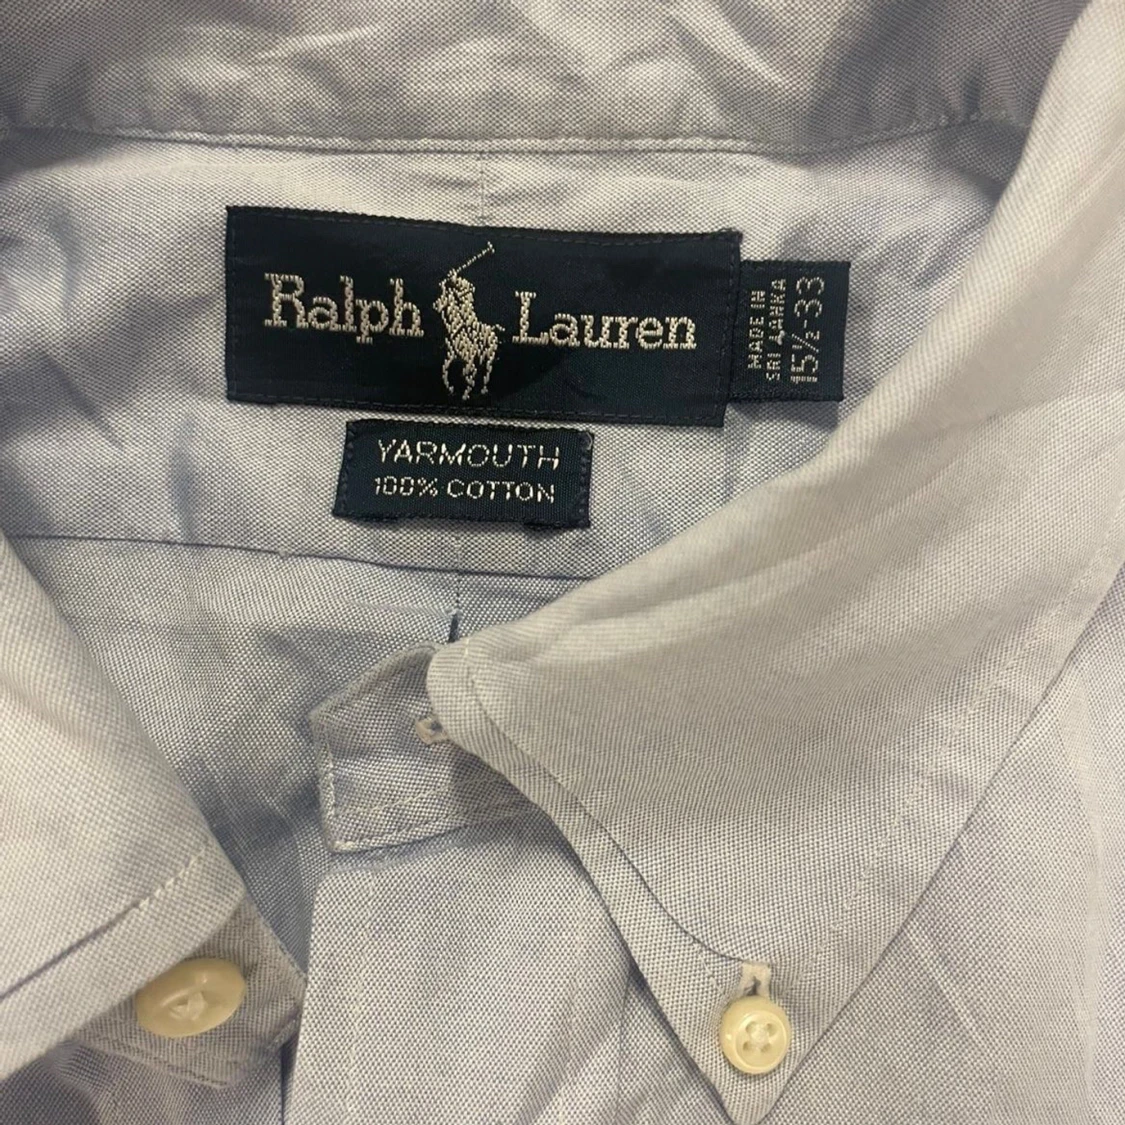 Ralph Lauren
MADE IN
SRI LANKA
15½-33
YARMOUTH
100% COTTON